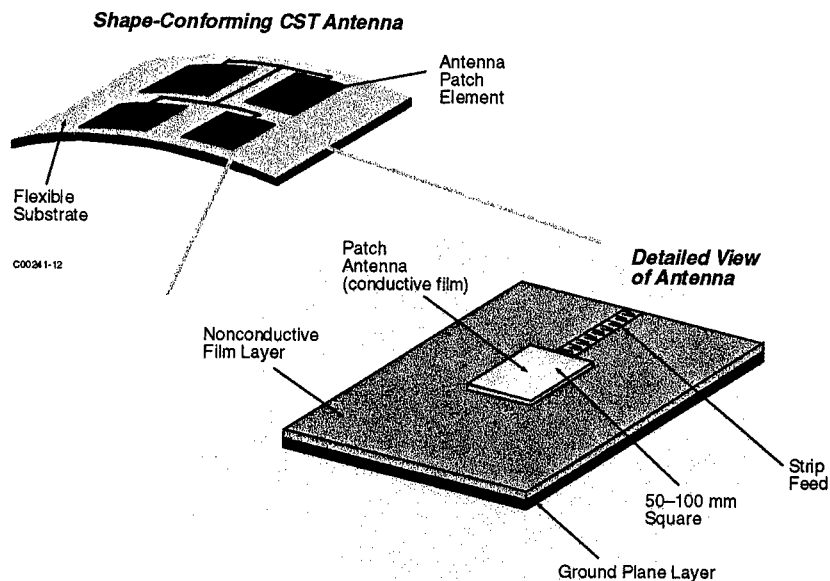 Shape-Conforming CST Antenna
Antenna
Patch
Element
Flexible
Substrate
C00241-12
Patch
Antenna
(conductive film)
Detailed View
of Antenna
Nonconductive
Film Layer
Strip
Feed
50–100 mm
Square
Ground Plane Layer